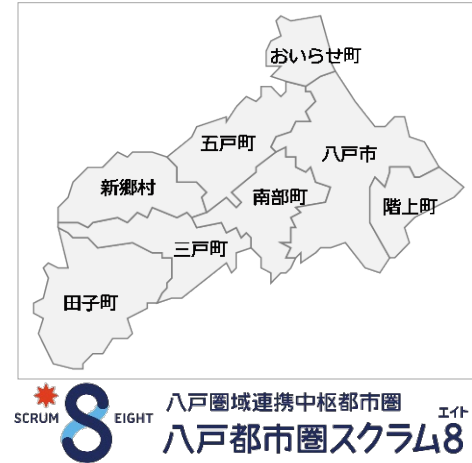 おいらせ町
五戸町
八戸市
新郷村
南部町
階上町
三戸町
田子町
SCRUM 8 EIGHT
八戸圏域連携中枢都市圏
エイト
八戸都市圏スクラム8